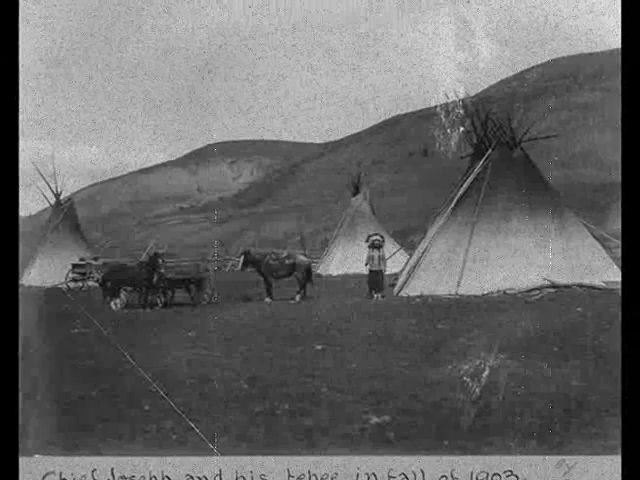 Chief Joseph and his tepee in fall of 1903.